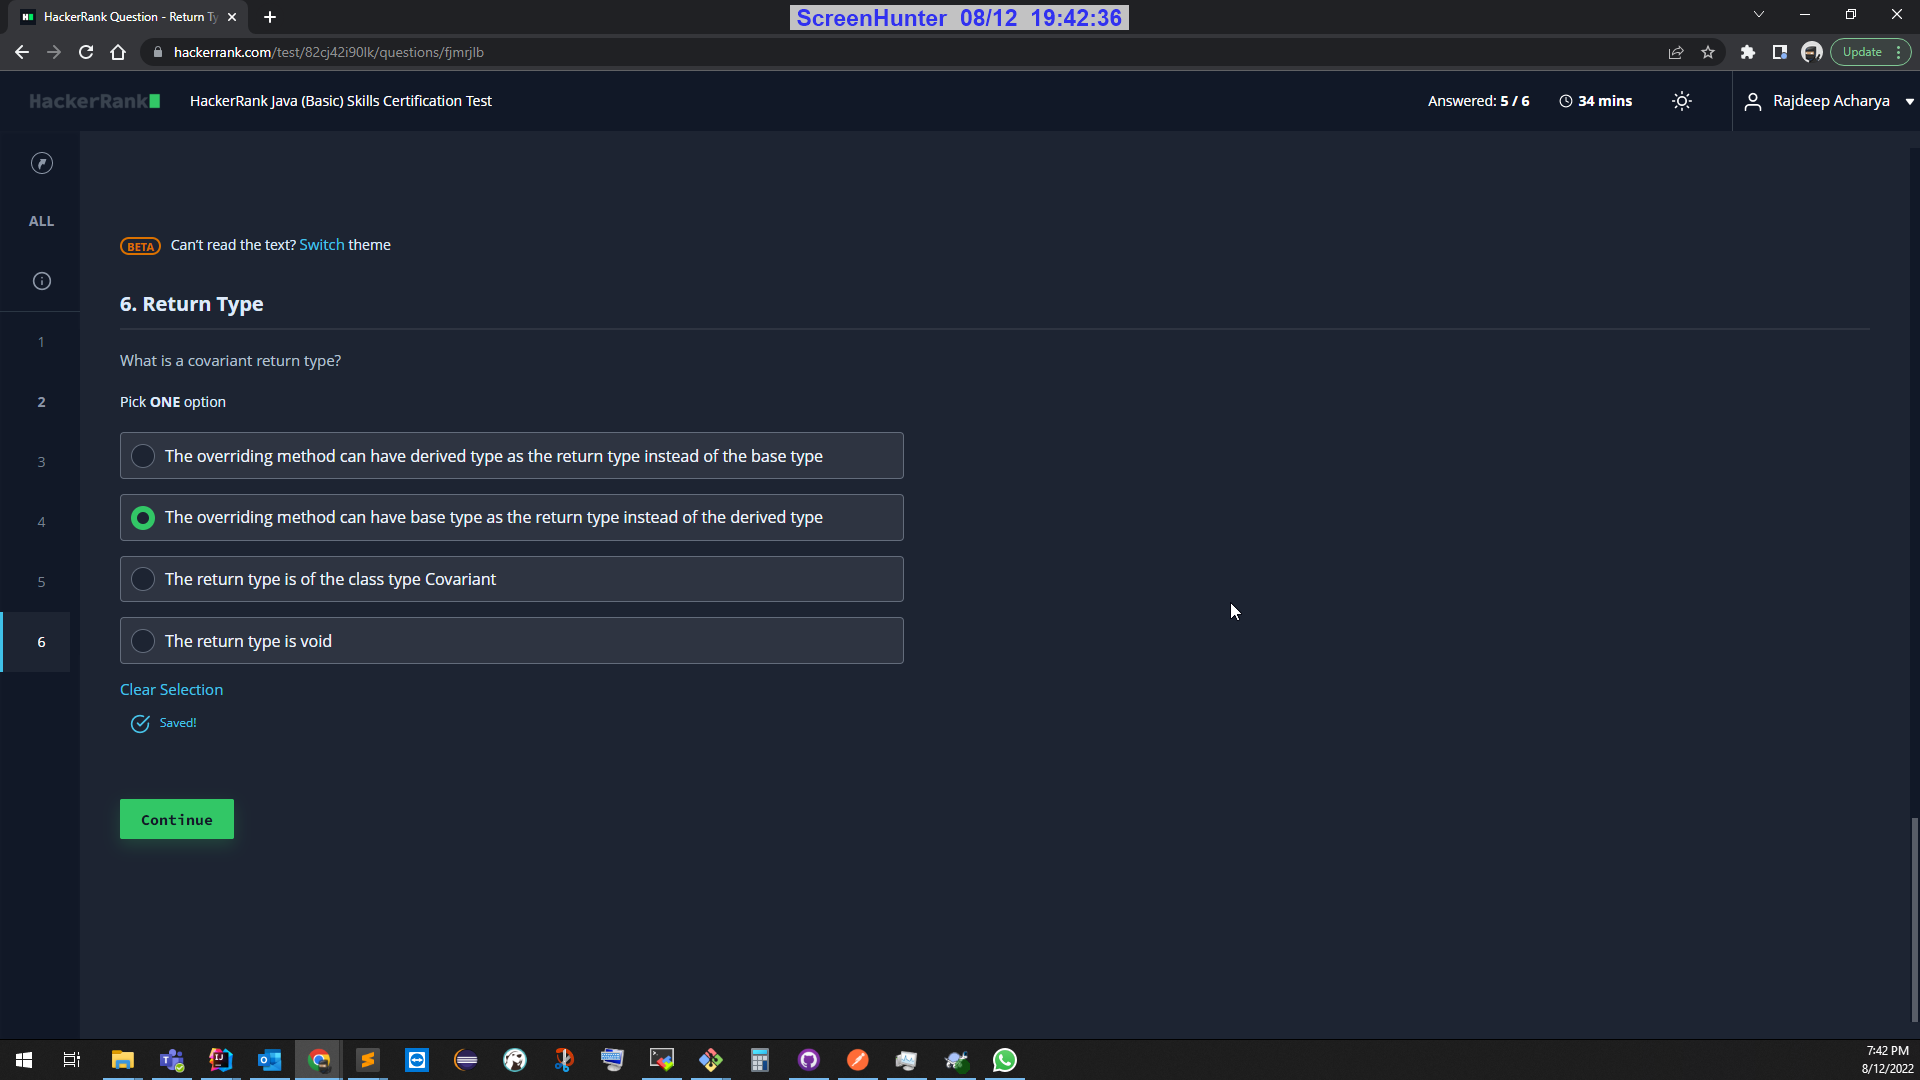 HackerRank Question - Return Ty
ScreenHunter 08/12 19:42:36
hackerrank.com/test/82cj42i90lk/questions/fjmrjlb
Update
HackerRank
HackerRank Java (Basic) Skills Certification Test
Answered: 5 / 6
34 mins
Rajdeep Acharya
ALL
1
2
3
4
5
6
BETA Can't read the text? Switch theme
6. Return Type
What is a covariant return type?
Pick ONE option
The overriding method can have derived type as the return type instead of the base type
The overriding method can have base type as the return type instead of the derived type
The return type is of the class type Covariant
The return type is void
Clear Selection
Saved!
Continue
7:42 PM
8/12/2022